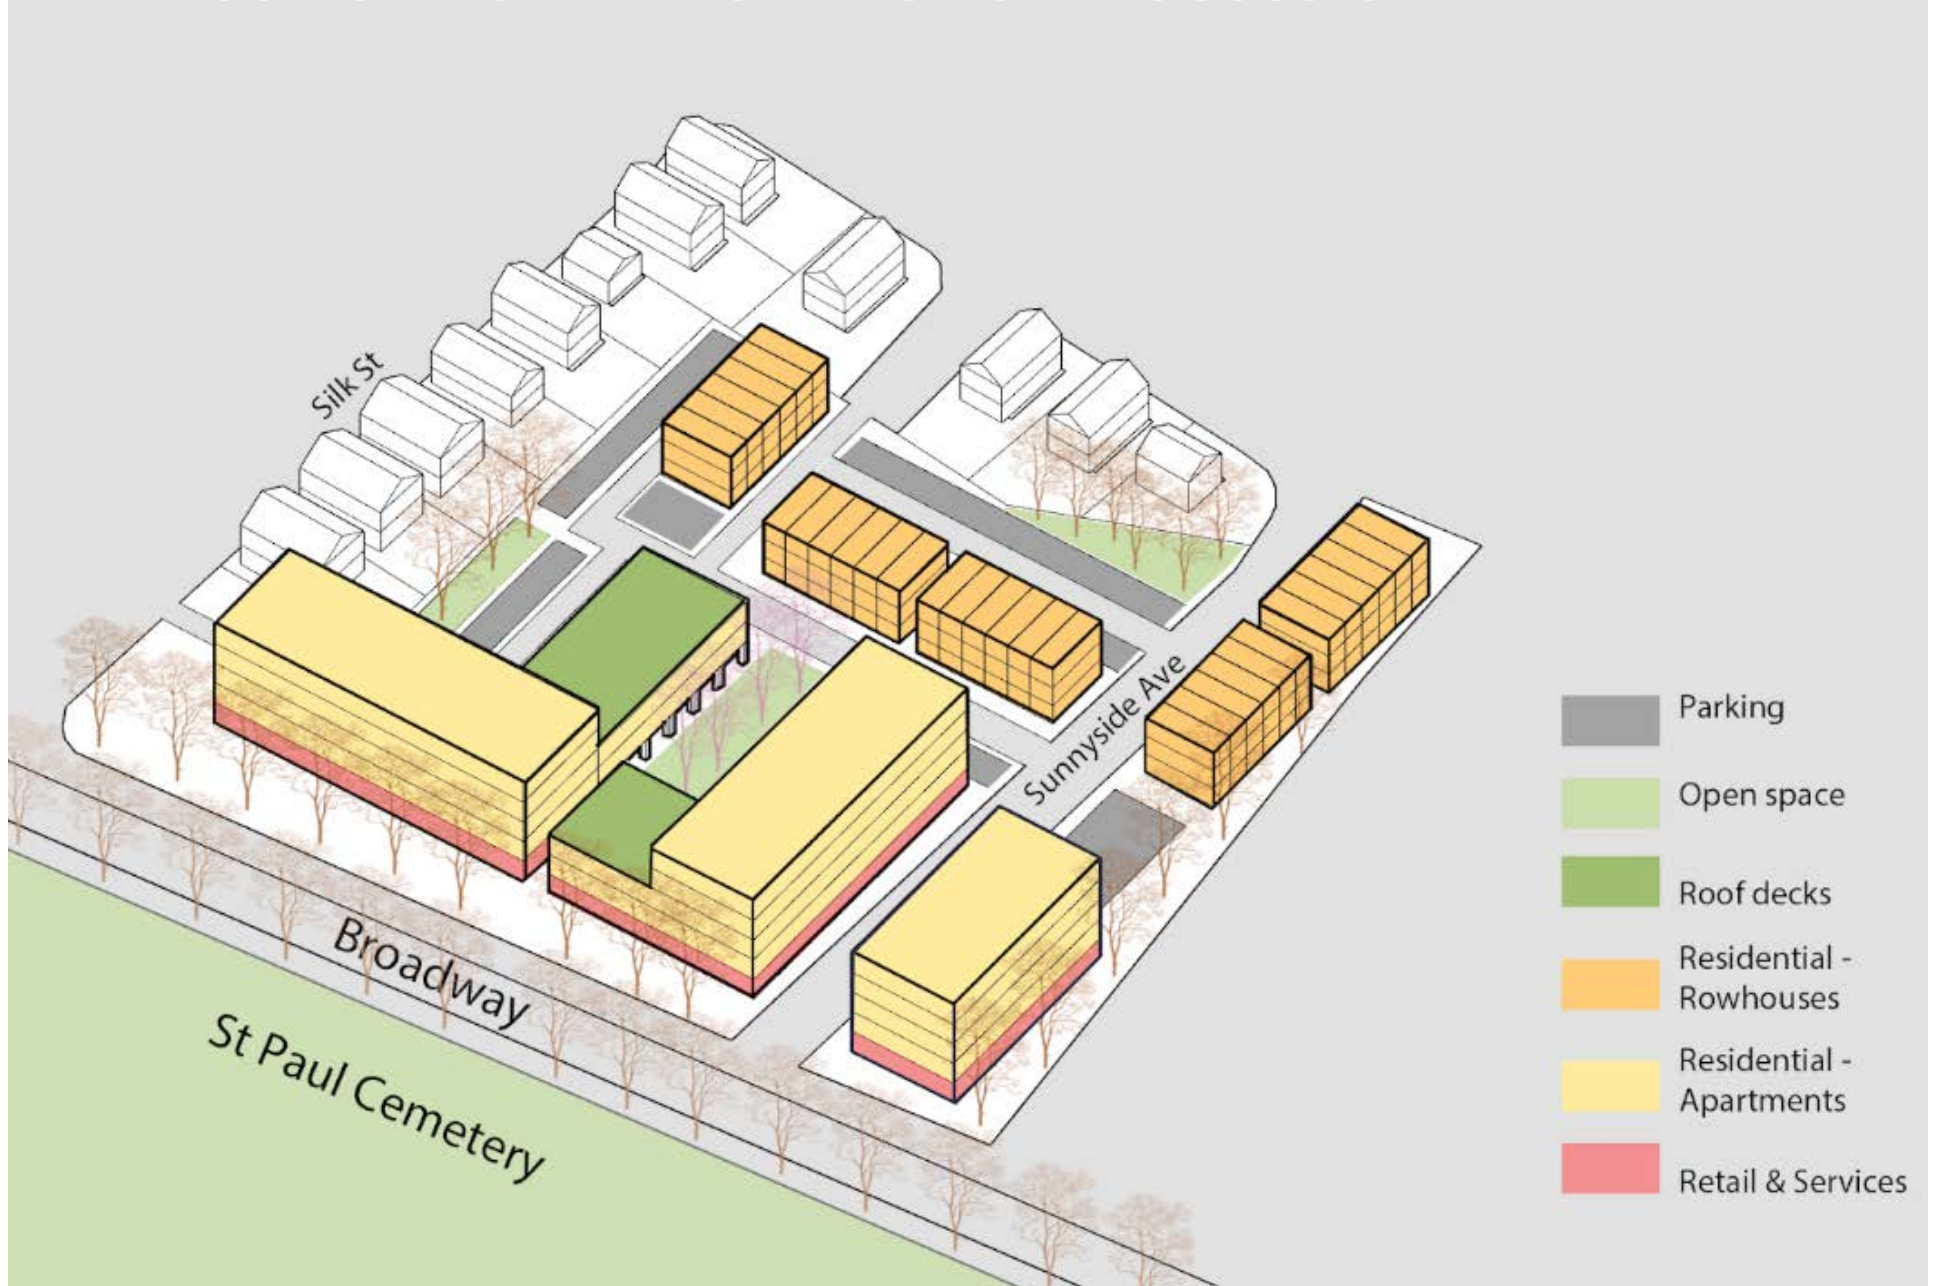 Silk St
Sunnyside Ave
Broadway
St Paul Cemetery
Parking
Open space
Roof decks
Residential -
Rowhouses
Residential -
Apartments
Retail & Services